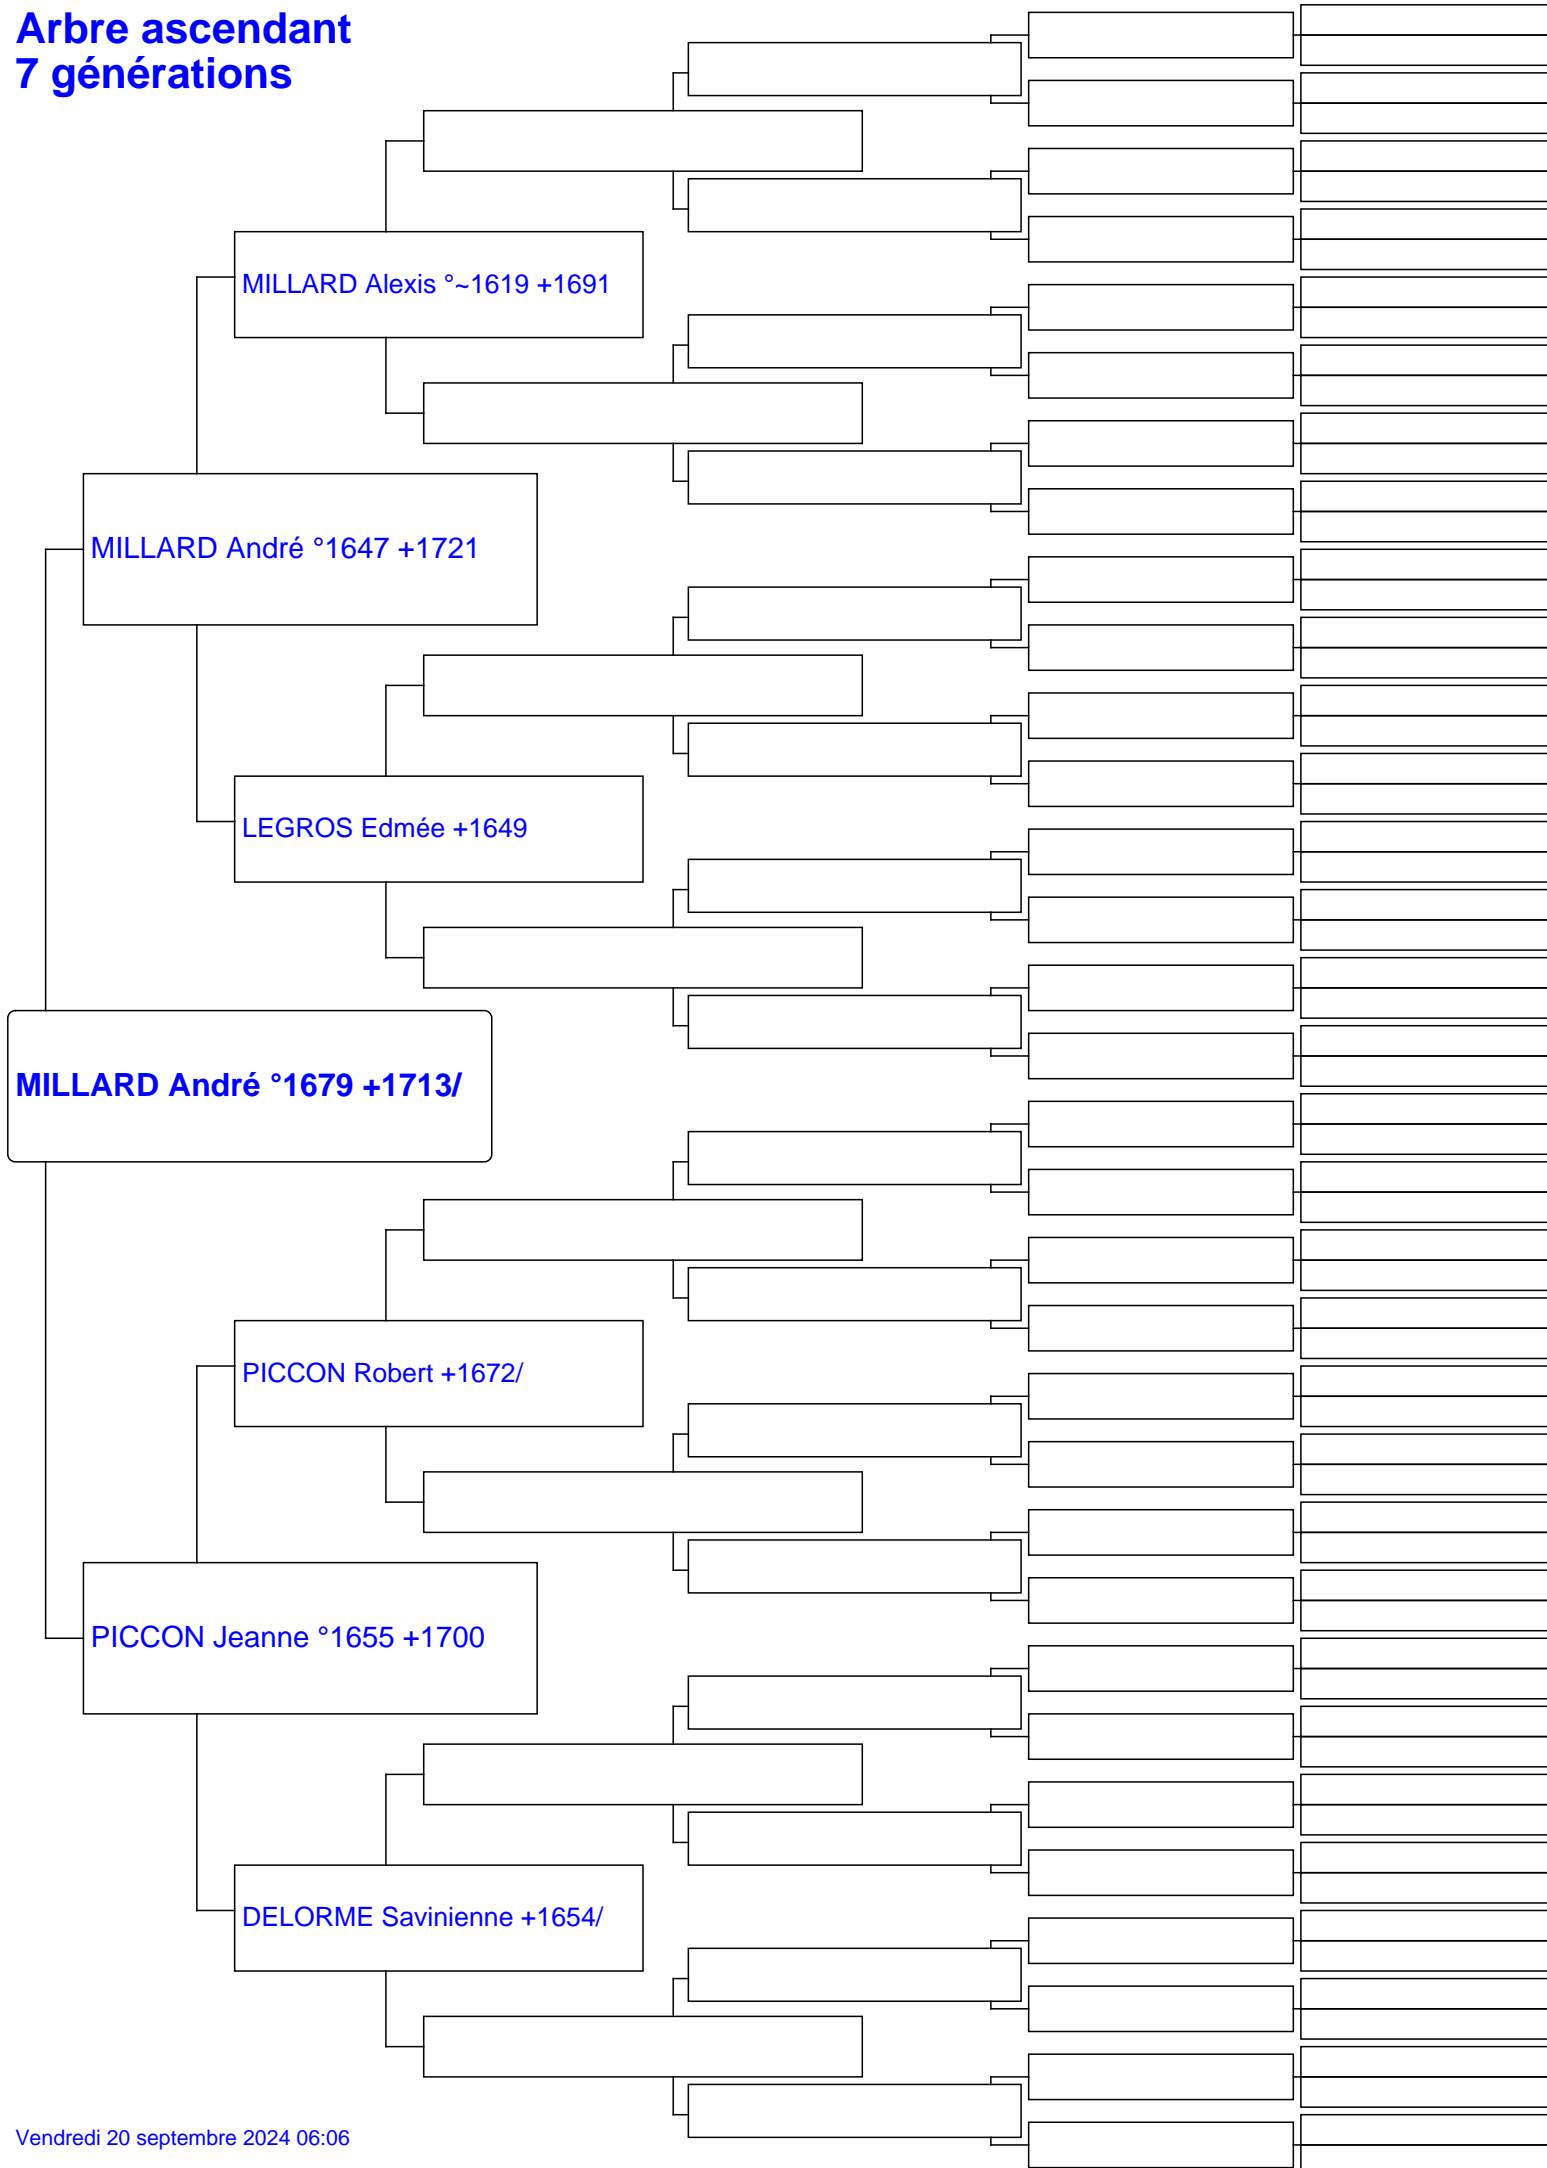 Arbre ascendant
7 générations
MILLARD Alexis °~1619 +1691
MILLARD André °1647 +1721
LEGROS Edmée +1649
MILLARD André °1679 +1713/
PICCON Robert +1672/
PICCON Jeanne °1655 +1700
DELORME Savinienne +1654/
Vendredi 20 septembre 2024 06:06